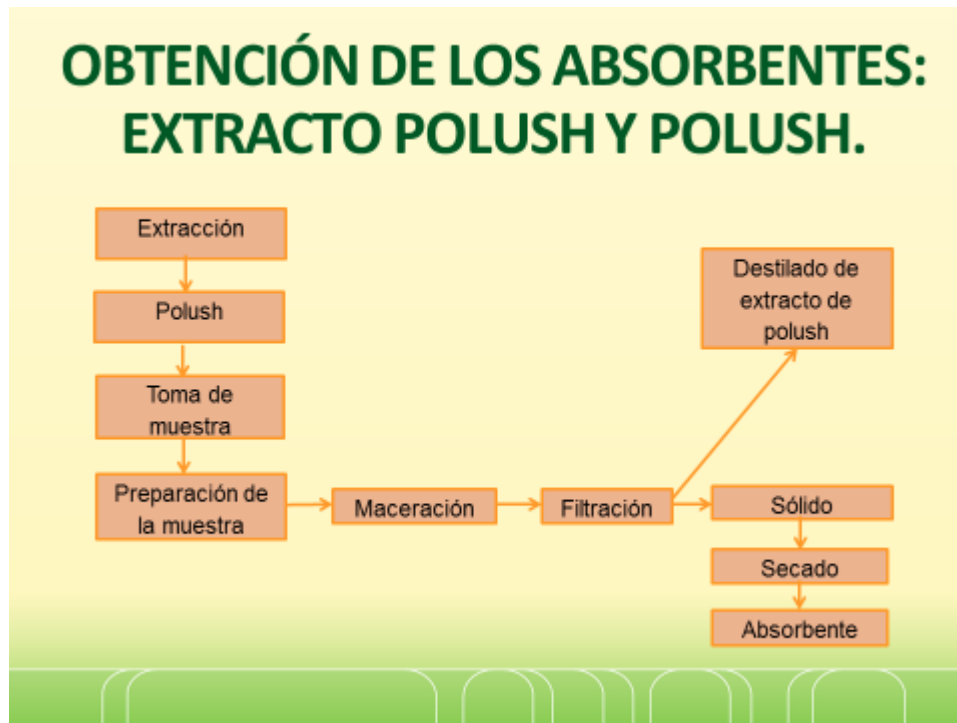 OBTENCIÓN DE LOS ABSORBENTES:
EXTRACTO POLUSH Y POLUSH.
Extracción
Polush
Toma de
muestra
Preparación de
la muestra
Maceración
Filtración
Destilado de
extracto de
polush
Sólido
Secado
Absorbente